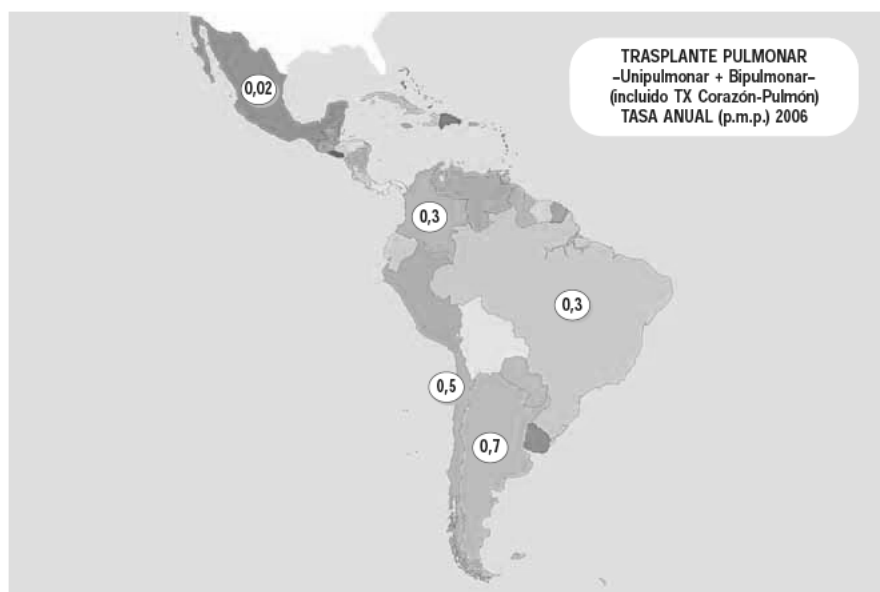 TRASPLANTE PULMONAR
–Unipulmonar + Bipulmonar–
(incluido TX Corazón-Pulmón)
TASA ANUAL (p.m.p.) 2006
0,02
0,3
0,3
0,5
0,7